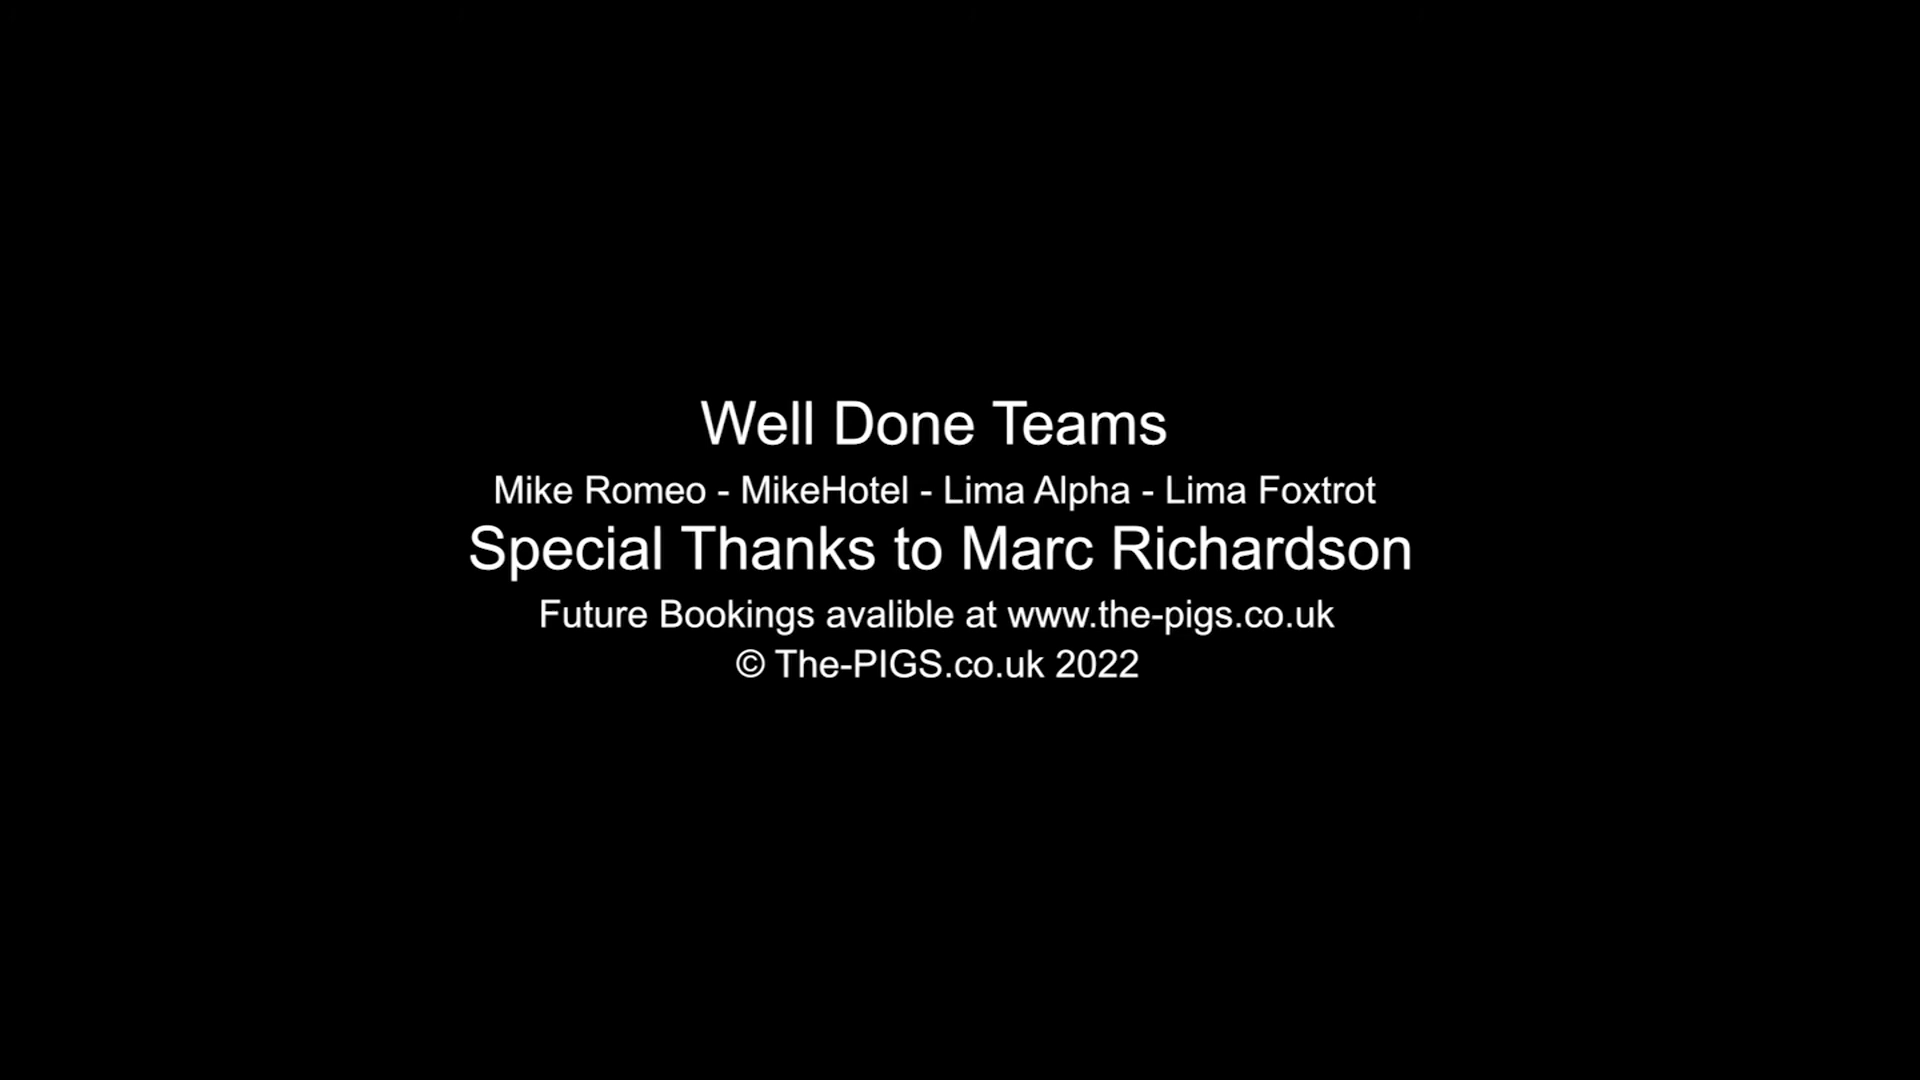 Well Done Teams
Mike Romeo - MikeHotel - Lima Alpha - Lima Foxtrot
Special Thanks to Marc Richardson
Future Bookings avalible at www.the-pigs.co.uk
© The-PIGS.co.uk 2022